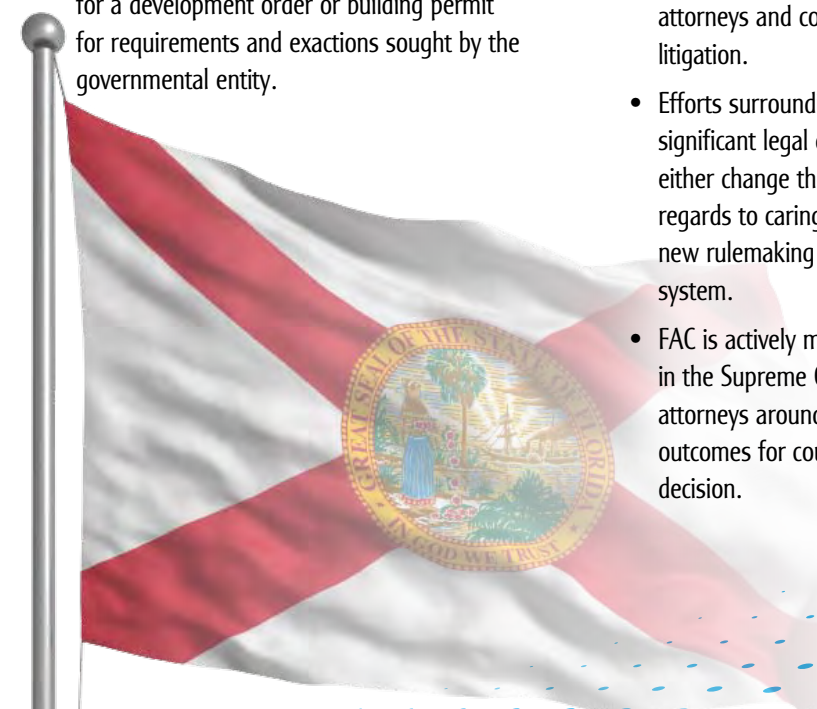 for a development order or building permit
for requirements and exactions sought by the
governmental entity.
GREAT SEAL OF THE STATE OF FLORIDA
IN GOD WE TRUST
attorneys and co
litigation.
• Efforts surround
significant legal
either change th
regards to caring
new rulemaking
system.
• FAC is actively m
in the Supreme C
attorneys around
outcomes for cou
decision.